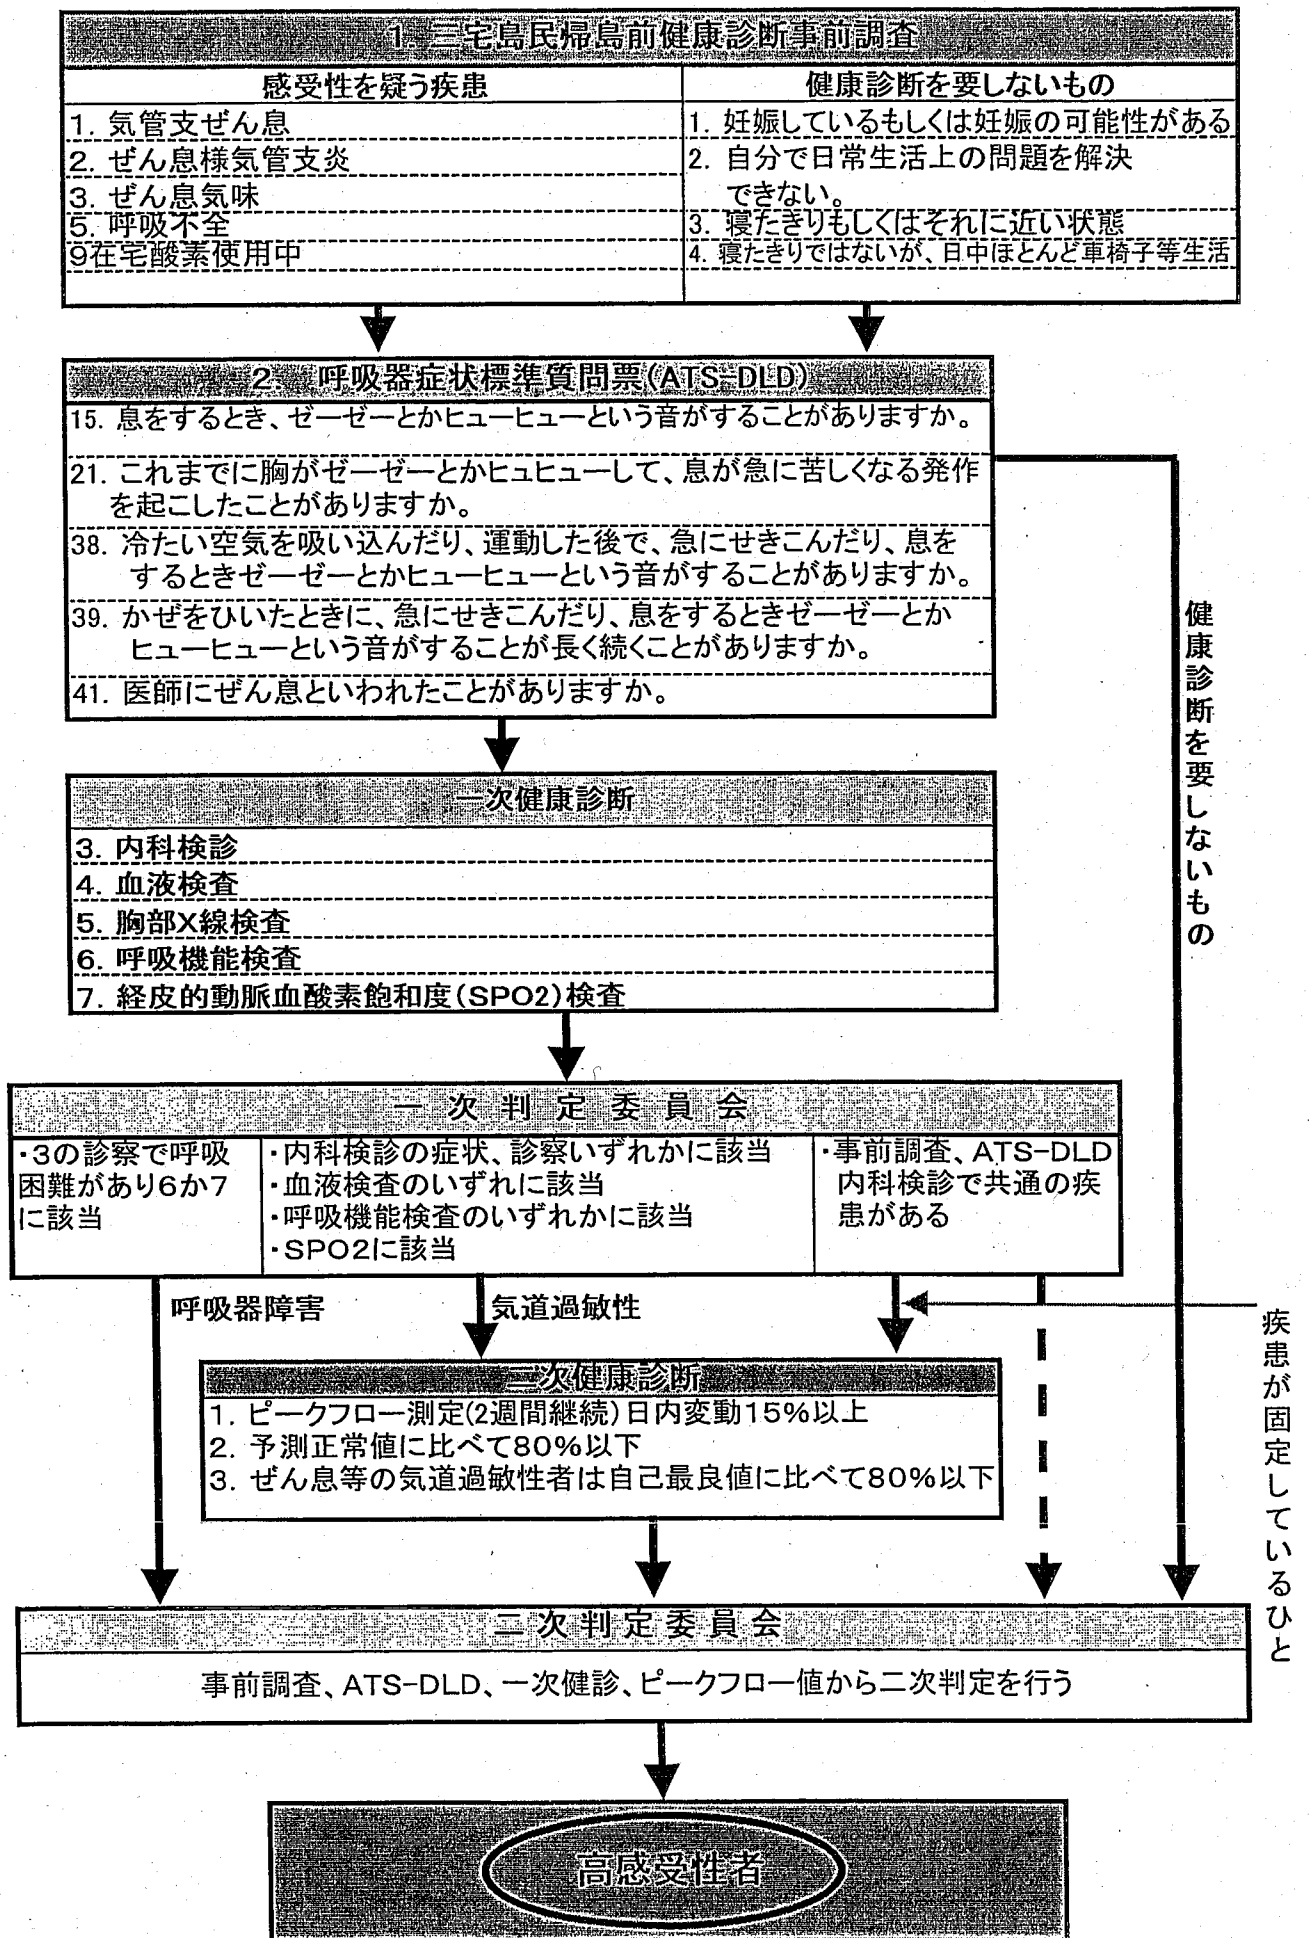 1. 三宅島民帰島前健康診断事前調査
感受性を疑う疾患
1. 気管支ぜん息
2. ぜん息様気管支炎
3. ぜん息気味
5. 呼吸不全
9在宅酸素使用中
健康診断を要しないもの
1. 妊娠しているもしくは妊娠の可能性がある
2. 自分で日常生活上の問題を解決
できない。
3. 寝たきりもしくはそれに近い状態
4. 寝たきりではないが、日中ほとんど車椅子等生活
2. 呼吸器症状標準質問票(ATS-DLD)
15. 息をするとき、ゼーゼーとかヒューヒューという音がすることがありますか。
21. これまでに胸がゼーゼーとかヒュヒューして、息が急に苦しくなる発作
を起こしたことがありますか。
38. 冷たい空気を吸い込んだり、運動した後で、急にせきこんだり、息を
するときゼーゼーとかヒューヒューという音がすることがありますか。
39. かぜをひいたときに、急にせきこんだり、息をするときゼーゼーとか
ヒューヒューという音がすることが長く続くことがありますか。
41. 医師にぜん息といわれたことがありますか。
健康診断を要しないもの
一次健康診断
3. 内科検診
4. 血液検査
5. 胸部X線検査
6. 呼吸機能検査
7. 経皮的動脈血酸素飽和度(SPO2)検査
一次判定委員会
・3の診察で呼吸
困難があり6か7
に該当
・内科検診の症状、診察いずれかに該当
・血液検査のいずれに該当
・呼吸機能検査のいずれかに該当
・SPO2に該当
・事前調査、ATS-DLD
内科検診で共通の疾
患がある
呼吸器障害
気道過敏性
疾患が固定しているひと
二次健康診断
1. ピークフロー測定(2週間継続)日内変動15%以上
2. 予測正常値に比べて80%以下
3. ぜん息等の気道過敏性者は自己最良値に比べて80%以下
二次判定委員会
事前調査、ATS-DLD、一次健診、ピークフロー値から二次判定を行う
高感受性者